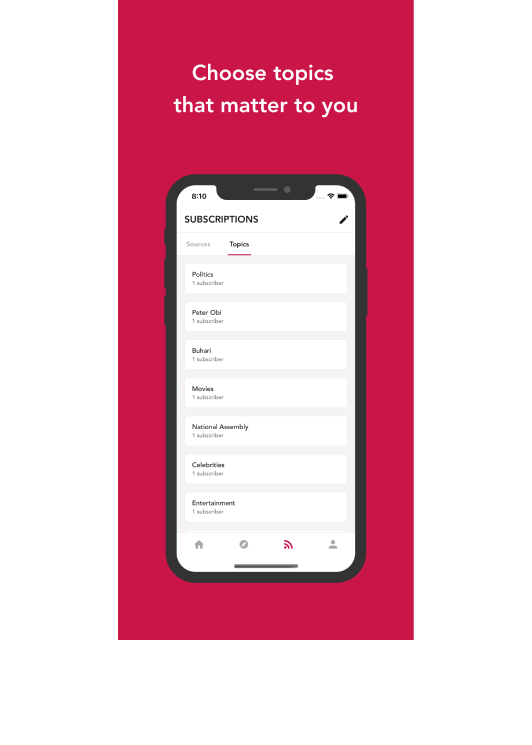 Choose topics
that matter to you
8:10
SUBSCRIPTIONS
Sources Topics
Politics
1 subscriber
Peter Obi
1 subscriber
Buhari
1 subscriber
Movies
1 subscriber
National Assembly
1 subscriber
Celebrities
1 subscriber
Entertainment
1 subscriber